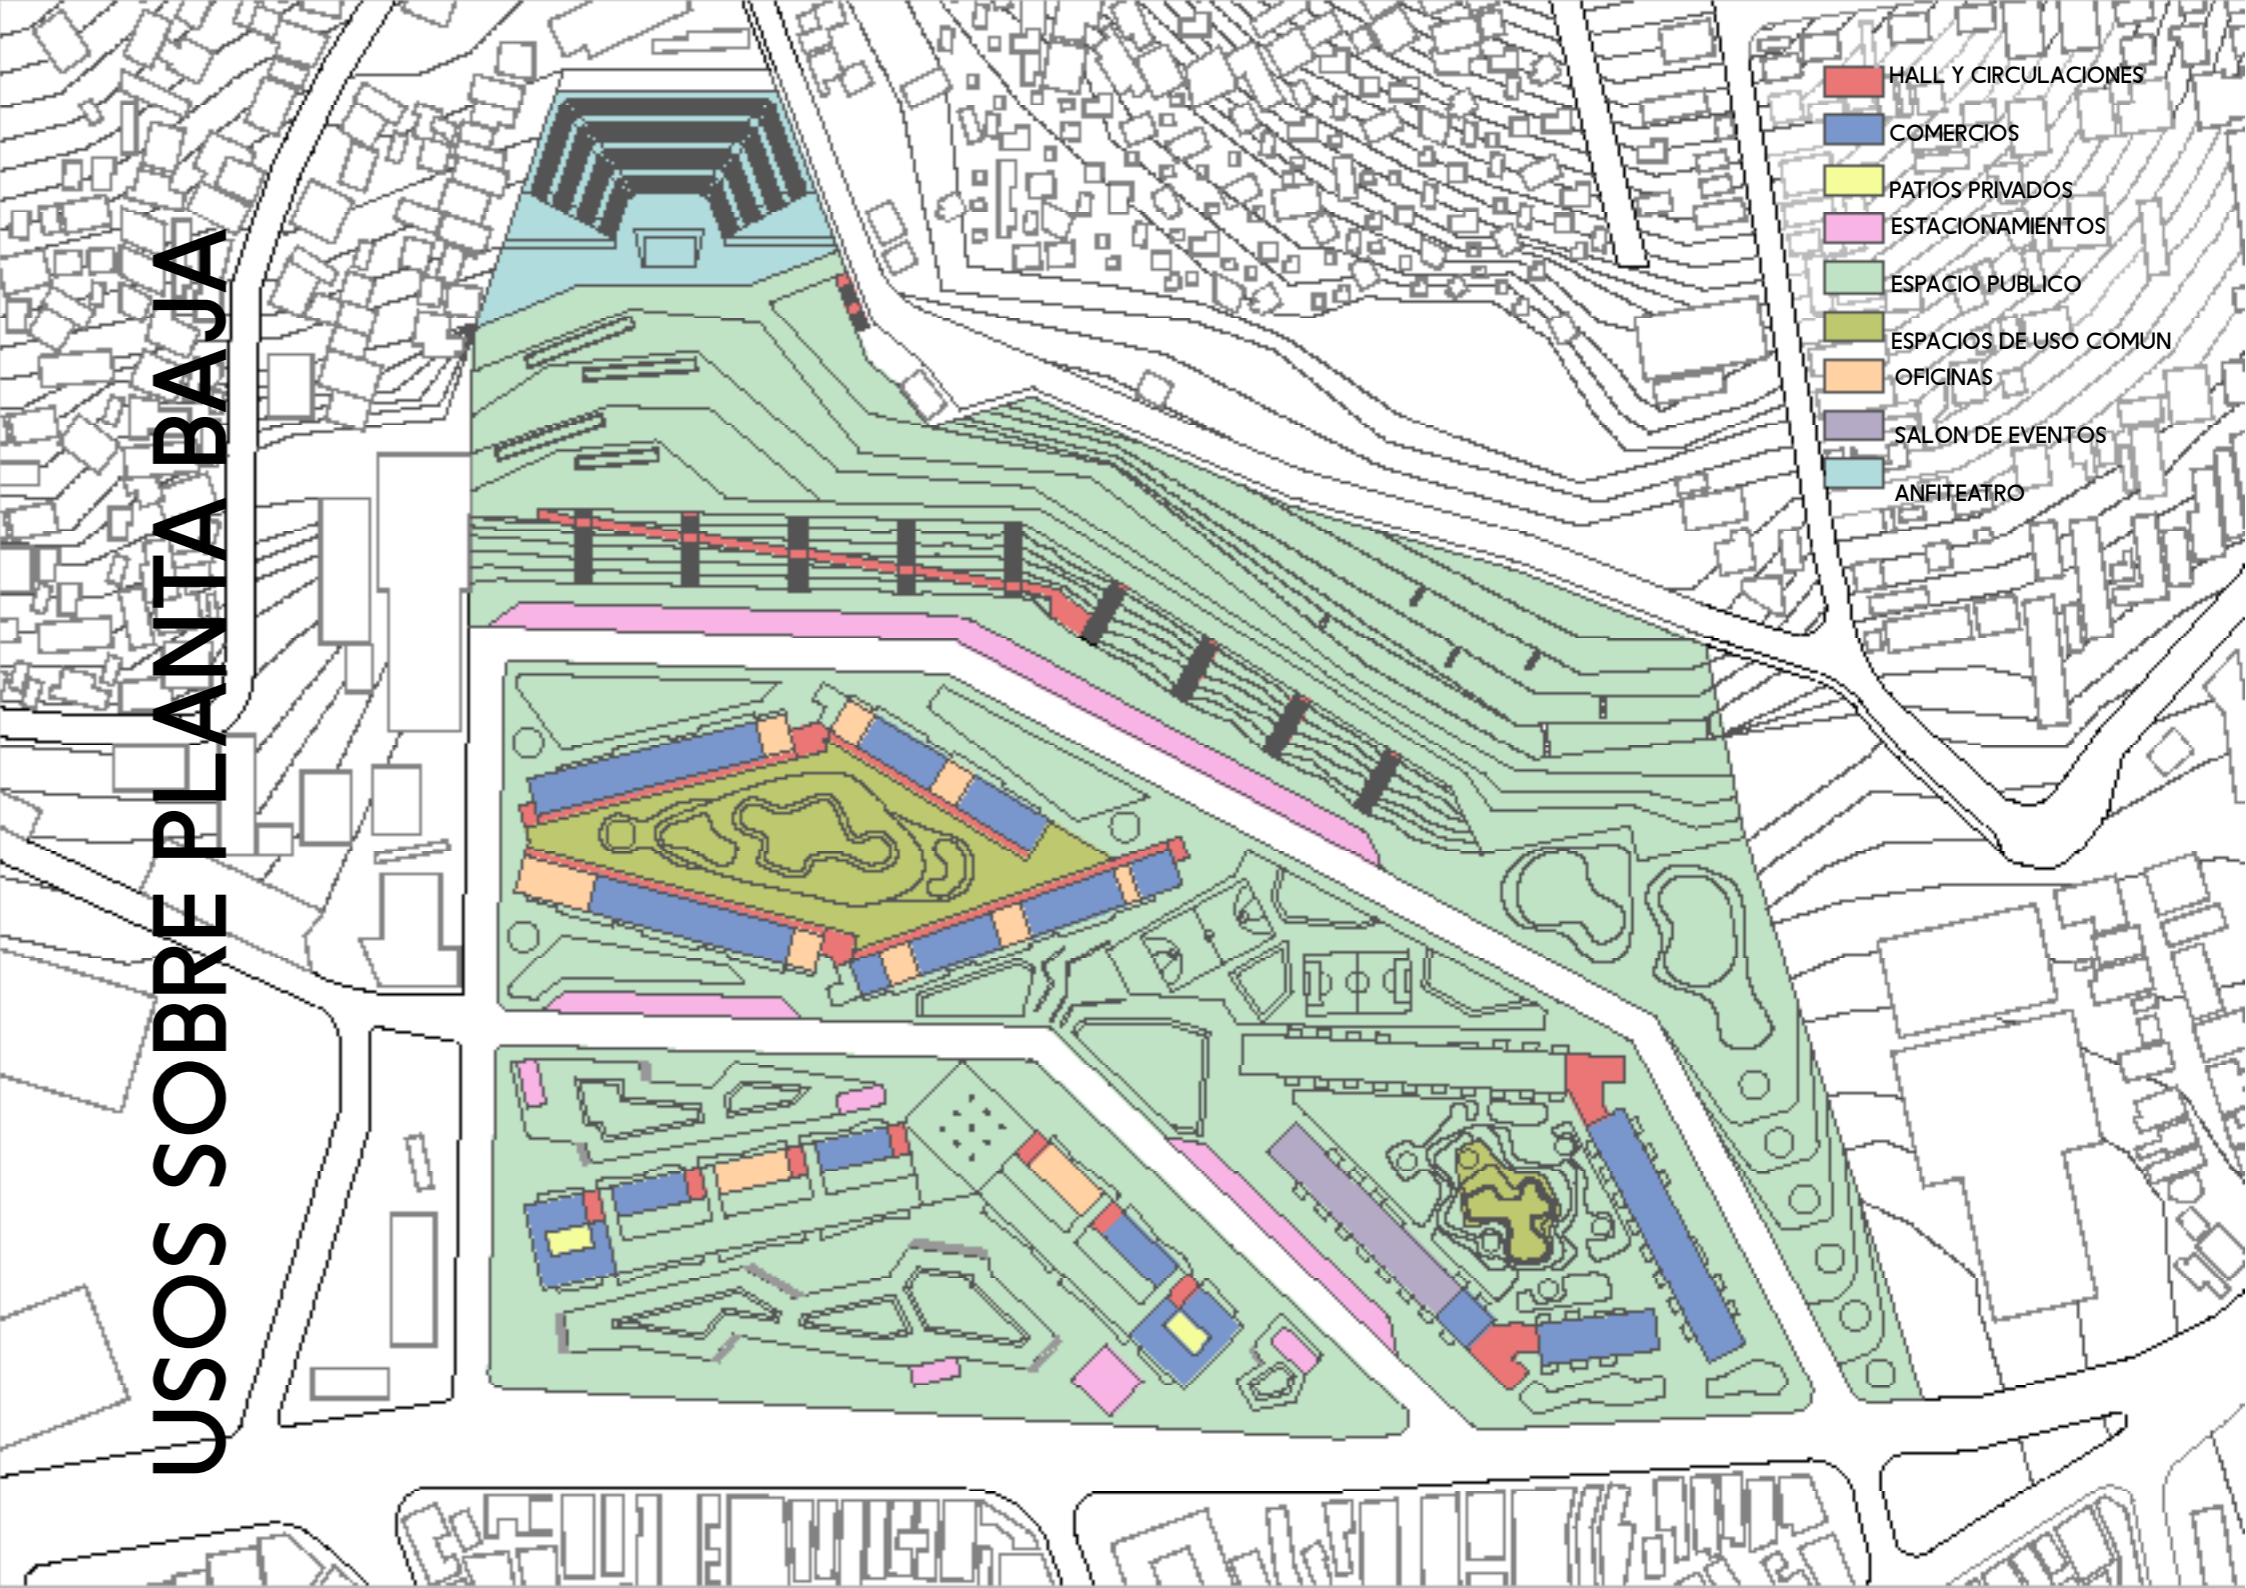 USOS SOBRE PLANTA BAJA
HALL Y CIRCULACIONES
COMERCIOS
PATIOS PRIVADOS
ESTACIONAMIENTOS
ESPACIO PUBLICO
ESPACIOS DE USO COMUN
OFICINAS
SALON DE EVENTOS
ANFITEATRO